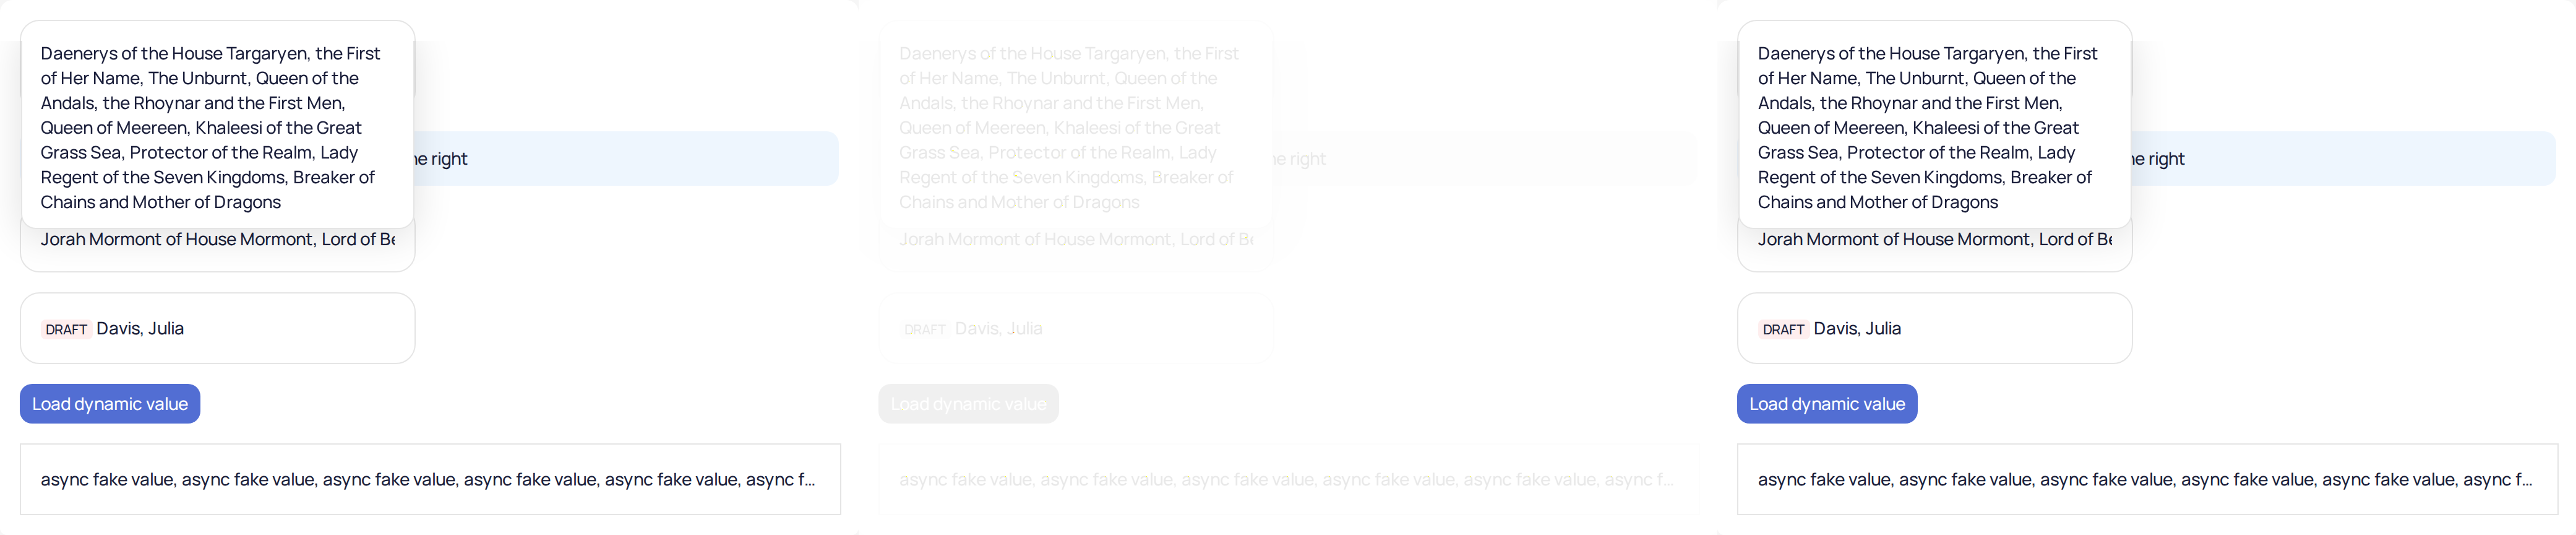 Daenerys of the House Targaryen, the First
of Her Name, The Unburnt, Queen of the
Andals, the Rhoynar and the First Men,
Queen of Meereen, Khaleesi of the Great
Grass Sea, Protector of the Realm, Lady
Regent of the Seven Kingdoms, Breaker of
Chains and Mother of Dragons
right
Jorah Mormont of House Mormont, Lord of
DRAFT Davis, Julia
Load dynamic value
async fake value, async fake value, async fake value, async fake value, async fake value, async f...
Daenerys of the House Targaryen, the First
of Her Name, The Unburnt, Queen of the
Andals, the Rhoynar and the First Men,
Queen of Meereen, Khaleesi of the Great
Grass Sea, Protector of the Realm, Lady
Regent of the Seven Kingdoms, Breaker of
Chains and Mother of Dragons
right
Jorah Mormont of House Mormont, Lord of
DRAFT Davis, Julia
Load dynamic value
async fake value, async fake value, async fake value, async fake value, async fake value, async f...
Daenerys of the House Targaryen, the First
of Her Name, The Unburnt, Queen of the
Andals, the Rhoynar and the First Men,
Queen of Meereen, Khaleesi of the Great
Grass Sea, Protector of the Realm, Lady
Regent of the Seven Kingdoms, Breaker of
Chains and Mother of Dragons
right
Jorah Mormont of House Mormont, Lord of
DRAFT Davis, Julia
Load dynamic value
async fake value, async fake value, async fake value, async fake value, async fake value, async f...